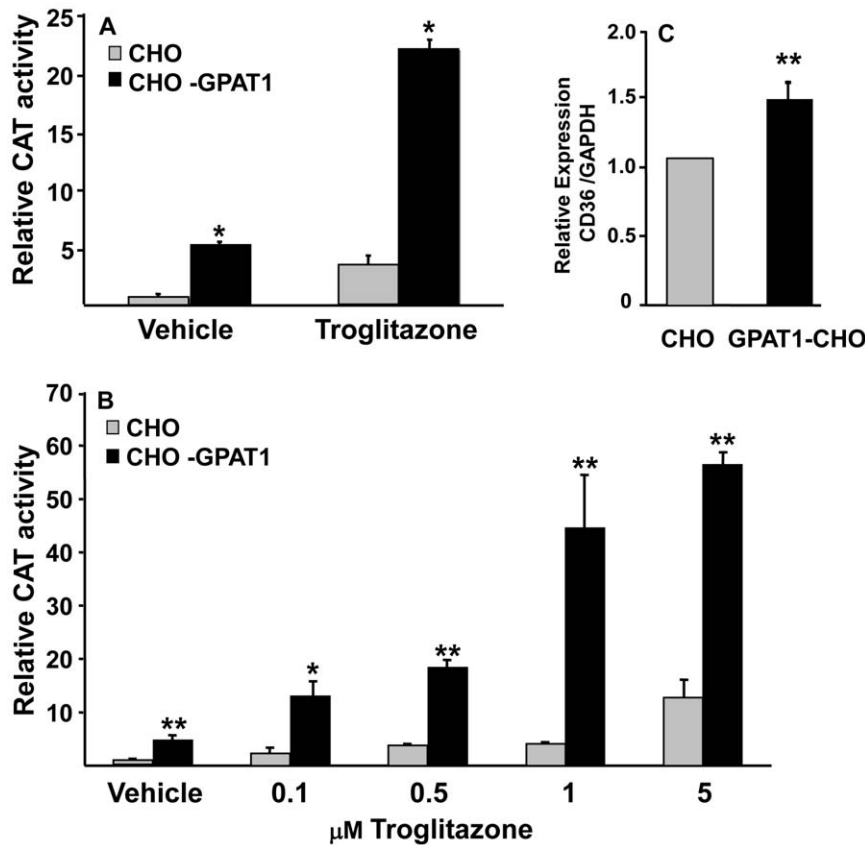 A
CHO
CHO -GPAT1
Relative CAT activity
25
20
15
10
5
*
*
Vehicle Troglitazone
C
Relative Expression
CD36 /GAPDH
2.0
1.5
1.0
0.5
0
**
CHO GPAT1-CHO
B
CHO
CHO -GPAT1
Relative CAT activity
70
60
50
40
30
20
10
**
*
**
**
**
Vehicle 0.1 0.5 1 5
µM Troglitazone